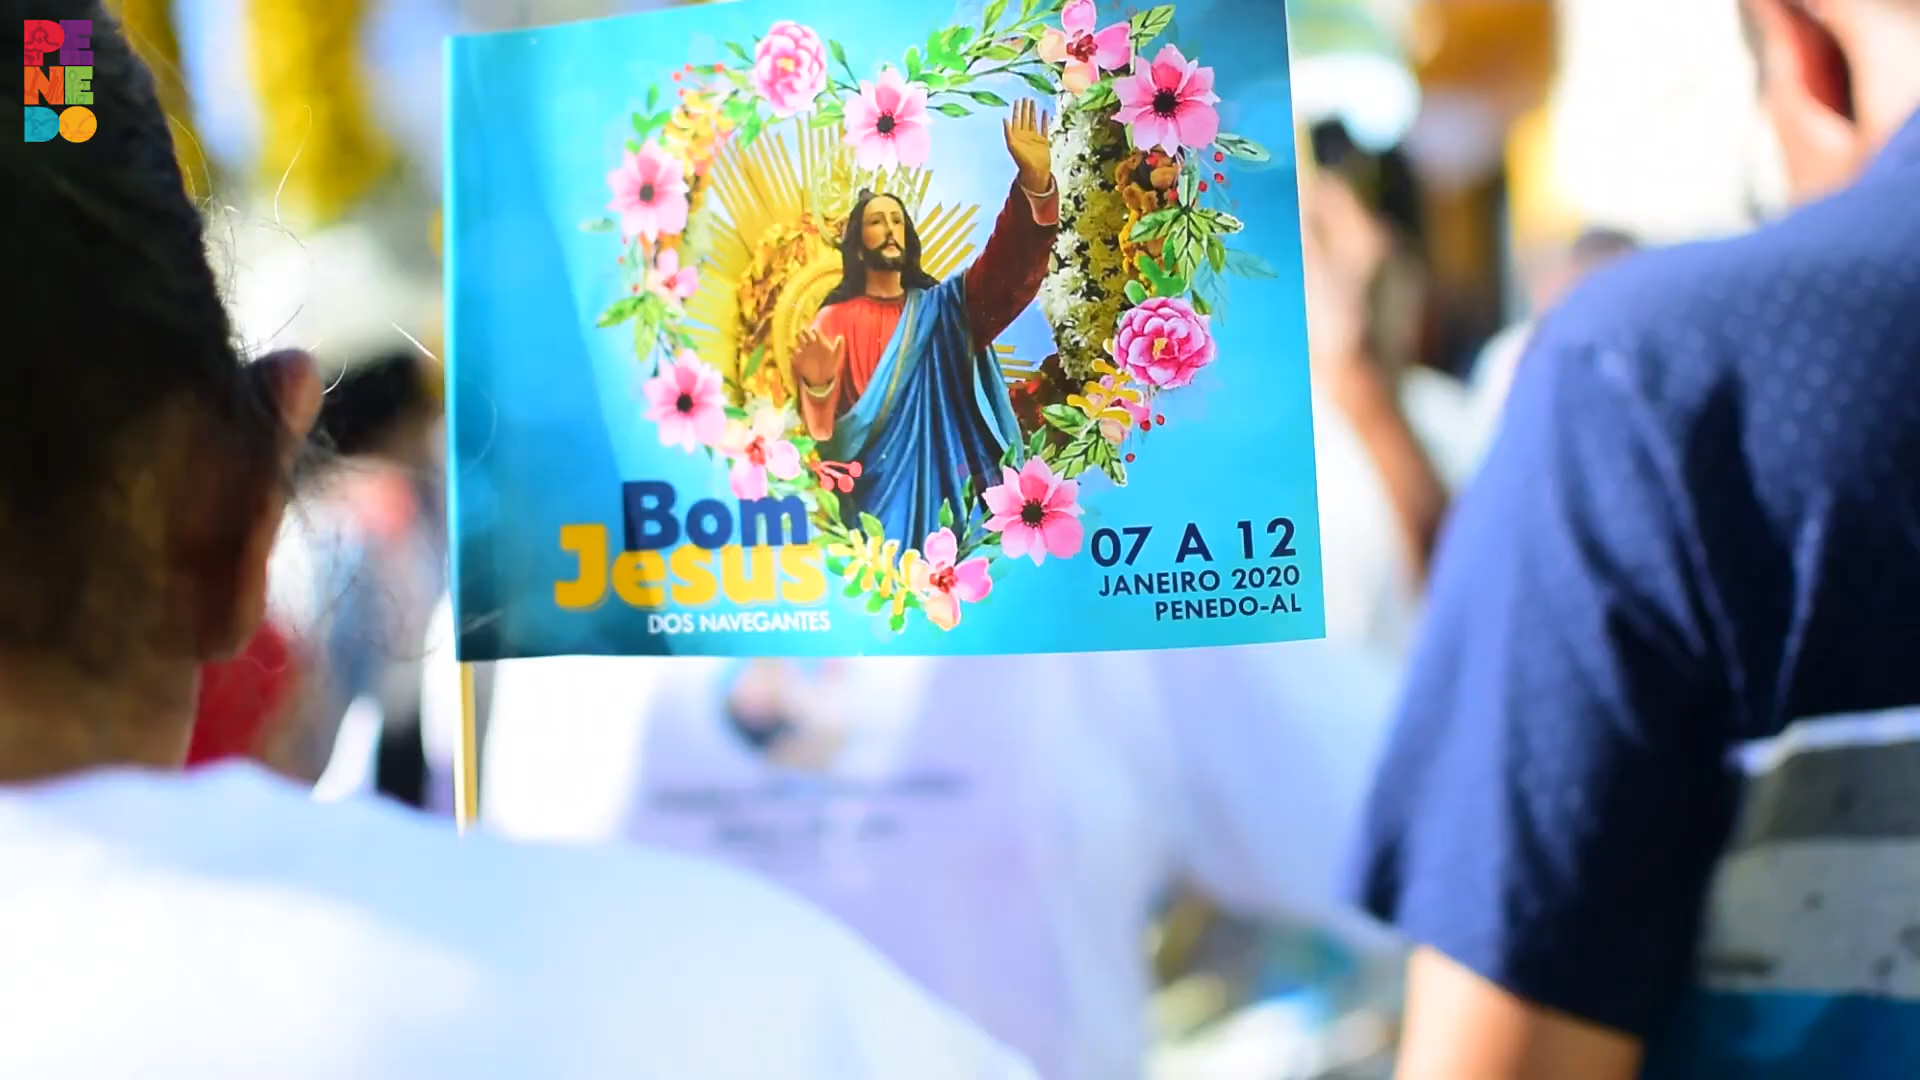 PE
NE
DO
Bom
Jesus
DOS NAVEGANTES
07 A 12
JANEIRO 2020
PENEDO-AL